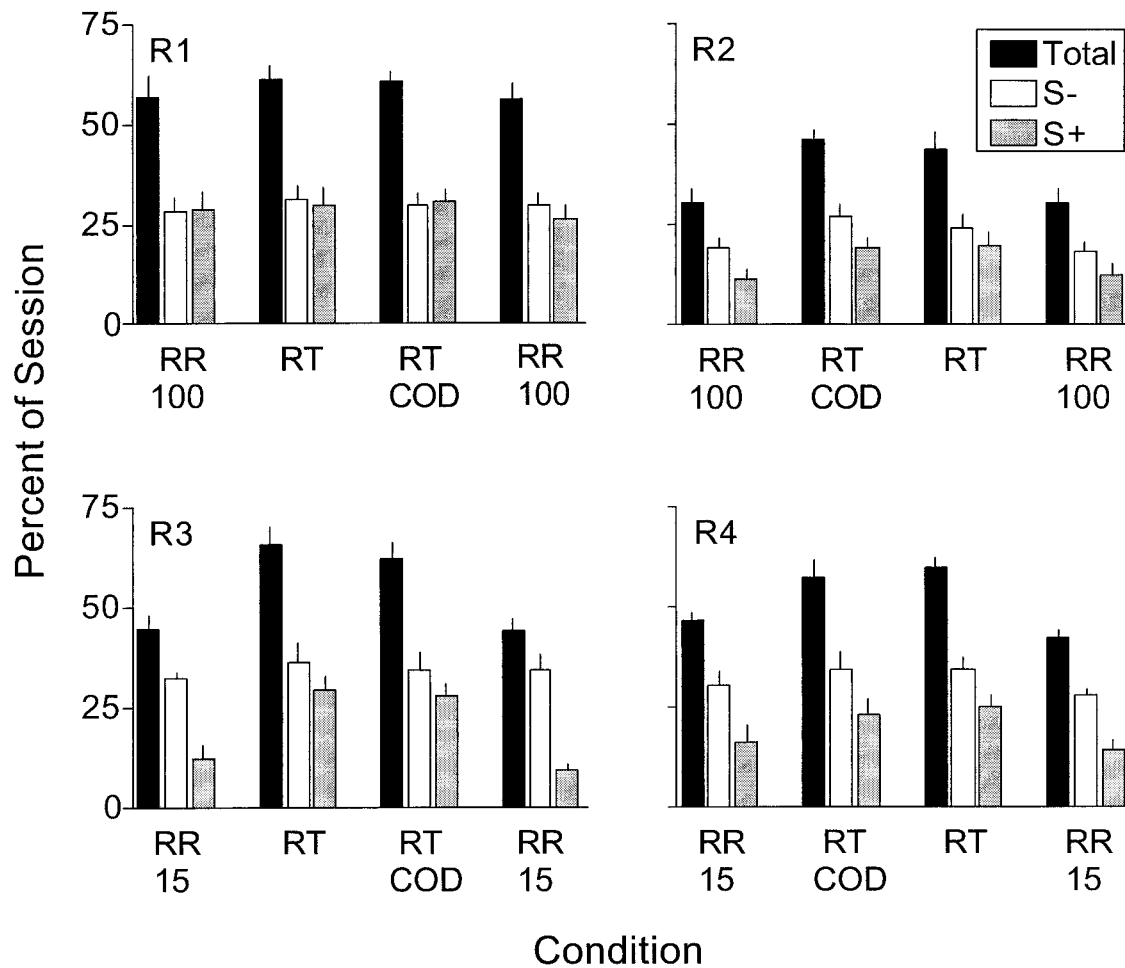 Percent of Session
75
50
25
0
R1
RR
100
RT
RT
COD
RR
100
R2
Total
S-
S+
RR
100
RT
COD
RT
RR
100
75
50
25
0
R3
RR
15
RT
RT
COD
RR
15
R4
RR
15
RT
COD
RT
RR
15
Condition